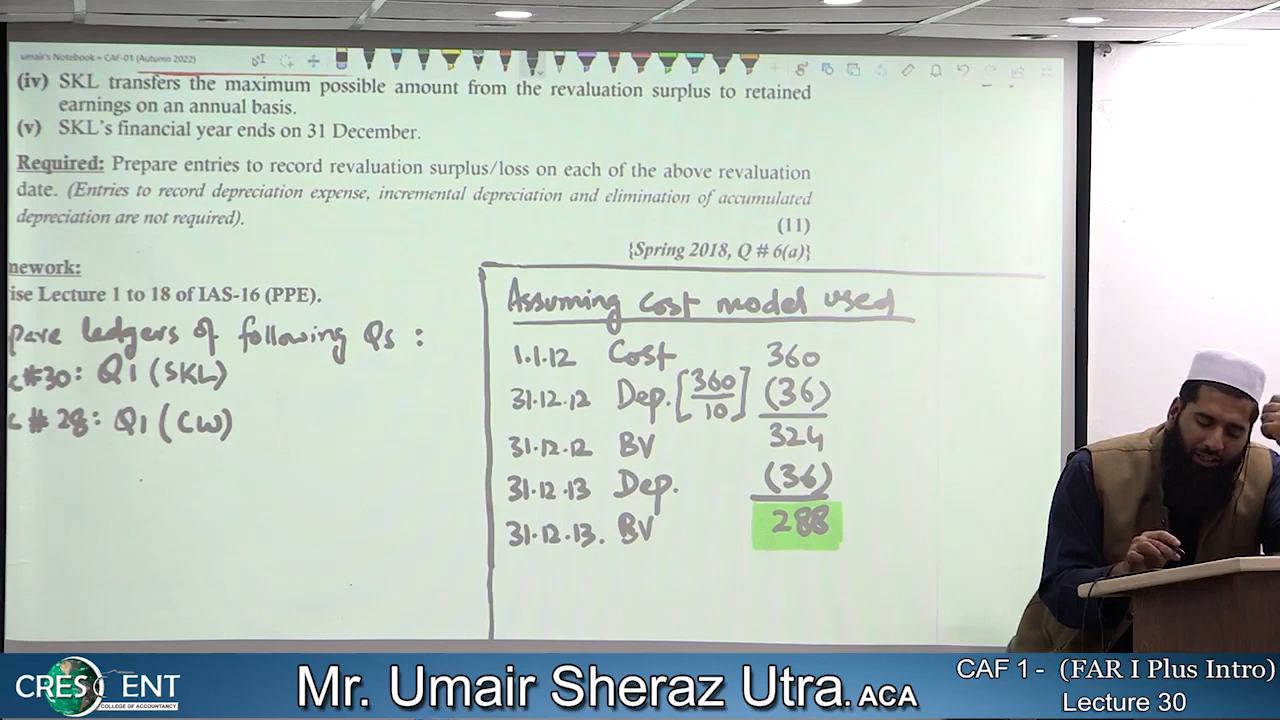 umair's Notebook » CAF-01 (Autumn 2022)
(iv) SKL transfers the maximum possible amount from the revaluation surplus to retained
earnings on an annual basis.
(v) SKL's financial year ends on 31 December.
Required: Prepare entries to record revaluation surplus/loss on each of the above revaluation
date. (Entries to record depreciation expense, incremental depreciation and elimination of accumulated
depreciation are not required).
(11)
{Spring 2018, Q # 6(a)}
nework:
ise Lecture 1 to 18 of IAS-16 (PPE).
pare ledgers of following Qs :
c#30: Q1 (SKL)
c#28: Q1 (CW)
Assuming cost model used
1.1.12 Cost 360
31.12.12 Dep. [360/10] (36)
31.12.12 BV 324
31.12.13 Dep. (36)
31.12.13. BV 288
CRESCENT
COLLEGE OF ACCOUNTANCY
Mr. Umair Sheraz Utra. ACA
CAF 1 - (FAR I Plus Intro)
Lecture 30